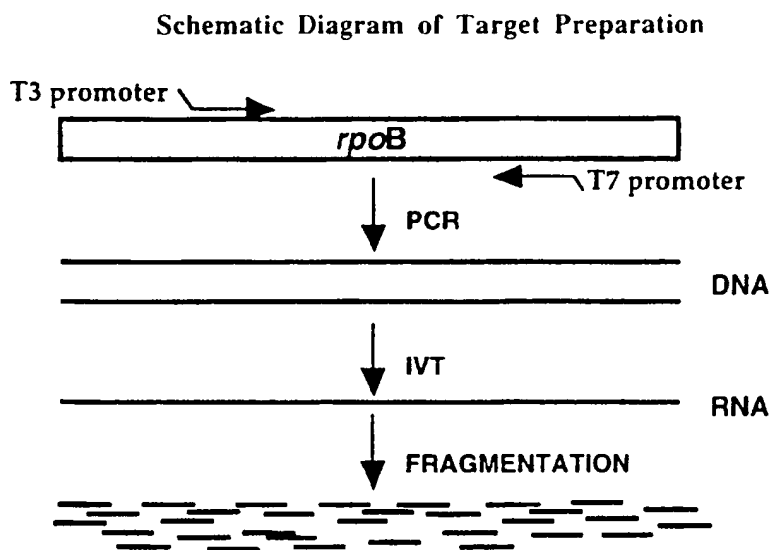 Schematic Diagram of Target Preparation
T3 promoter
rpoB
T7 promoter
PCR
DNA
IVT
RNA
FRAGMENTATION